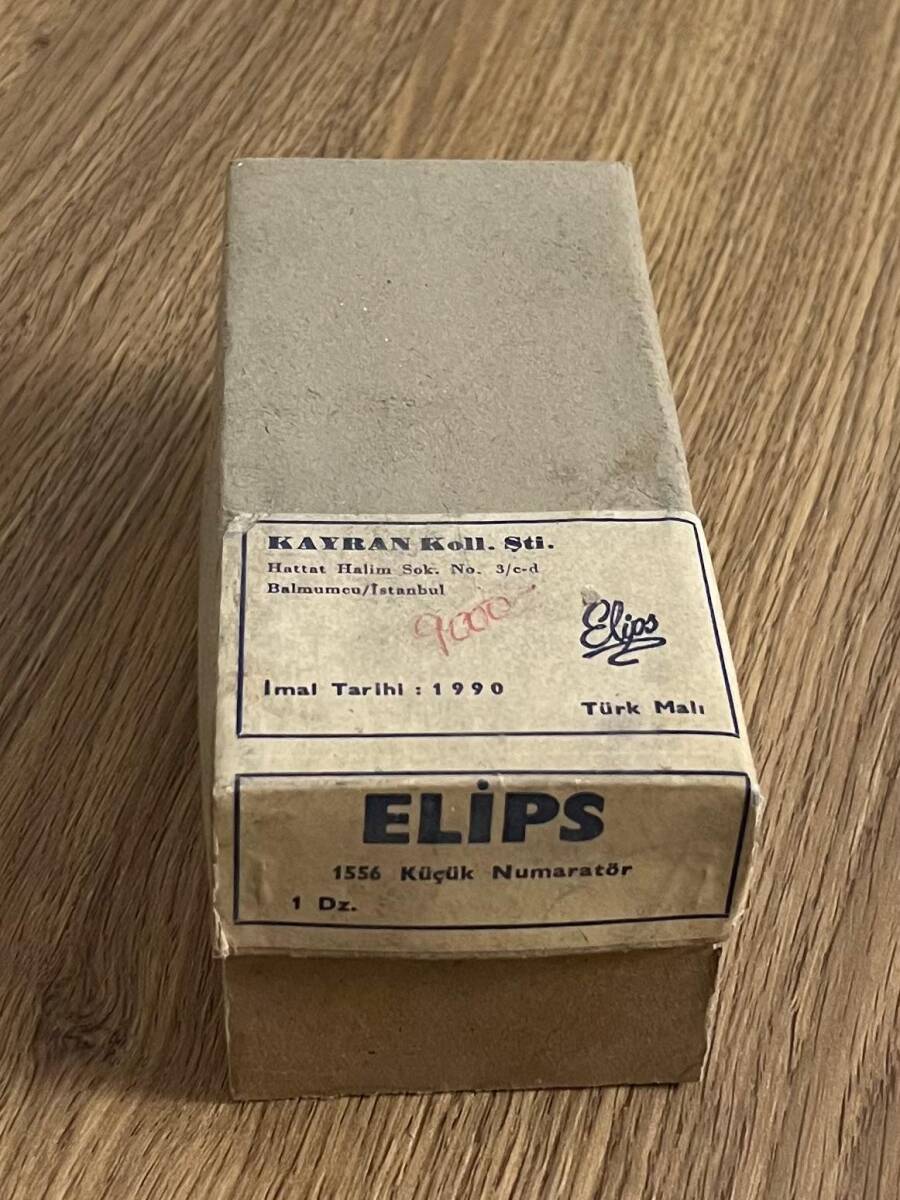 KAYRAN Koll. Şti.
Hattat Halim Sok. No. 3/c-d
Balmumcu/İstanbul
9000-
Elips
İmal Tarihi : 1990
Türk Malı
ELİPS
1556 Küçük Numaratör
1 Dz.